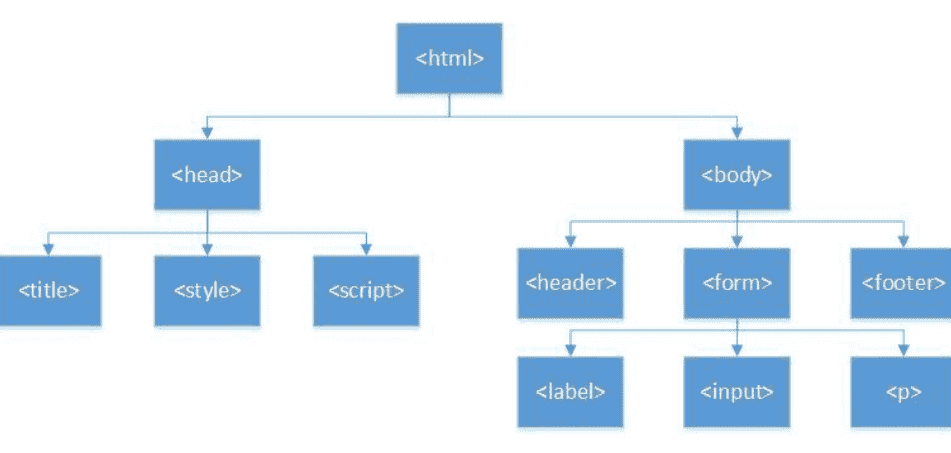 <html>
<head>
<body>
<title>
<style>
<script>
<header>
<form>
<footer>
<label>
<input>
<p>